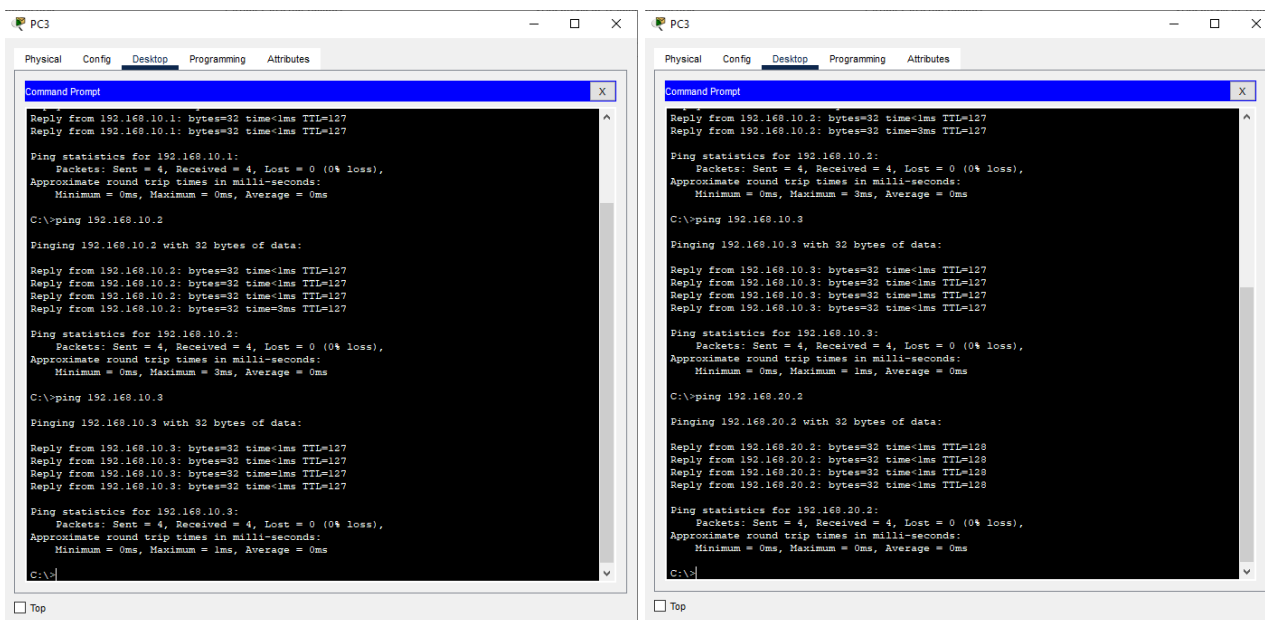 PC3
Physical Config Desktop Programming Attributes
Command Prompt
X
Reply from 192.168.10.1: bytes=32 time<1ms TTL=127
Reply from 192.168.10.1: bytes=32 time<1ms TTL=127
Ping statistics for 192.168.10.1:
Packets: Sent = 4, Received = 4, Lost = 0 (0% loss),
Approximate round trip times in milli-seconds:
Minimum = 0ms, Maximum = 0ms, Average = 0ms
C:\>ping 192.168.10.2
Pinging 192.168.10.2 with 32 bytes of data:
Reply from 192.168.10.2: bytes=32 time<1ms TTL=127
Reply from 192.168.10.2: bytes=32 time<1ms TTL=127
Reply from 192.168.10.2: bytes=32 time<1ms TTL=127
Reply from 192.168.10.2: bytes=32 time=3ms TTL=127
Ping statistics for 192.168.10.2:
Packets: Sent = 4, Received = 4, Lost = 0 (0% loss),
Approximate round trip times in milli-seconds:
Minimum = 0ms, Maximum = 3ms, Average = 0ms
C:\>ping 192.168.10.3
Pinging 192.168.10.3 with 32 bytes of data:
Reply from 192.168.10.3: bytes=32 time<1ms TTL=127
Reply from 192.168.10.3: bytes=32 time<1ms TTL=127
Reply from 192.168.10.3: bytes=32 time=1ms TTL=127
Reply from 192.168.10.3: bytes=32 time<1ms TTL=127
Ping statistics for 192.168.10.3:
Packets: Sent = 4, Received = 4, Lost = 0 (0% loss),
Approximate round trip times in milli-seconds:
Minimum = 0ms, Maximum = 1ms, Average = 0ms
C:\>
Top
PC3
Physical Config Desktop Programming Attributes
Command Prompt
X
Reply from 192.168.10.2: bytes=32 time<1ms TTL=127
Reply from 192.168.10.2: bytes=32 time=3ms TTL=127
Ping statistics for 192.168.10.2:
Packets: Sent = 4, Received = 4, Lost = 0 (0% loss),
Approximate round trip times in milli-seconds:
Minimum = 0ms, Maximum = 3ms, Average = 0ms
C:\>ping 192.168.10.3
Pinging 192.168.10.3 with 32 bytes of data:
Reply from 192.168.10.3: bytes=32 time<1ms TTL=127
Reply from 192.168.10.3: bytes=32 time<1ms TTL=127
Reply from 192.168.10.3: bytes=32 time=1ms TTL=127
Reply from 192.168.10.3: bytes=32 time<1ms TTL=127
Ping statistics for 192.168.10.3:
Packets: Sent = 4, Received = 4, Lost = 0 (0% loss),
Approximate round trip times in milli-seconds:
Minimum = 0ms, Maximum = 1ms, Average = 0ms
C:\>ping 192.168.20.2
Pinging 192.168.20.2 with 32 bytes of data:
Reply from 192.168.20.2: bytes=32 time<1ms TTL=128
Reply from 192.168.20.2: bytes=32 time<1ms TTL=128
Reply from 192.168.20.2: bytes=32 time<1ms TTL=128
Reply from 192.168.20.2: bytes=32 time<1ms TTL=128
Ping statistics for 192.168.20.2:
Packets: Sent = 4, Received = 4, Lost = 0 (0% loss),
Approximate round trip times in milli-seconds:
Minimum = 0ms, Maximum = 0ms, Average = 0ms
C:\>
Top